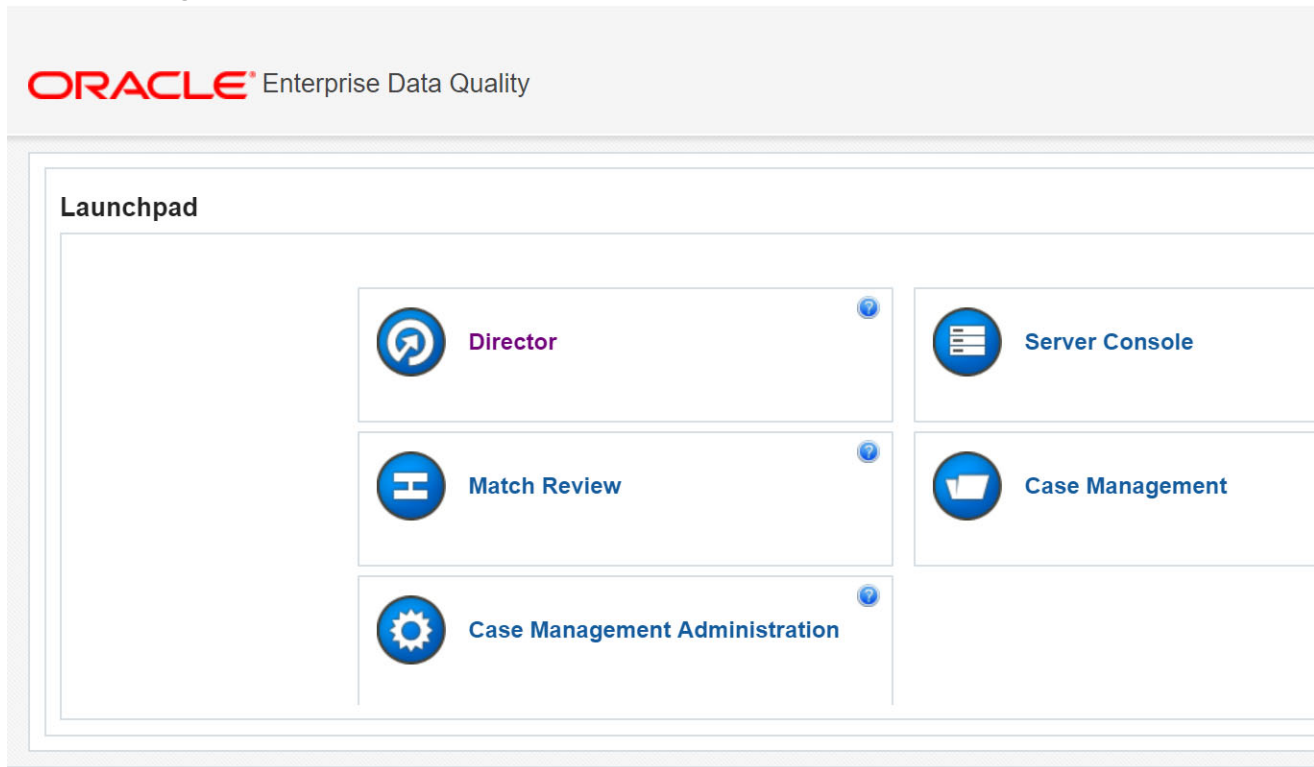 ORACLE® Enterprise Data Quality
Launchpad
Director
Server Console
Match Review
Case Management
Case Management Administration